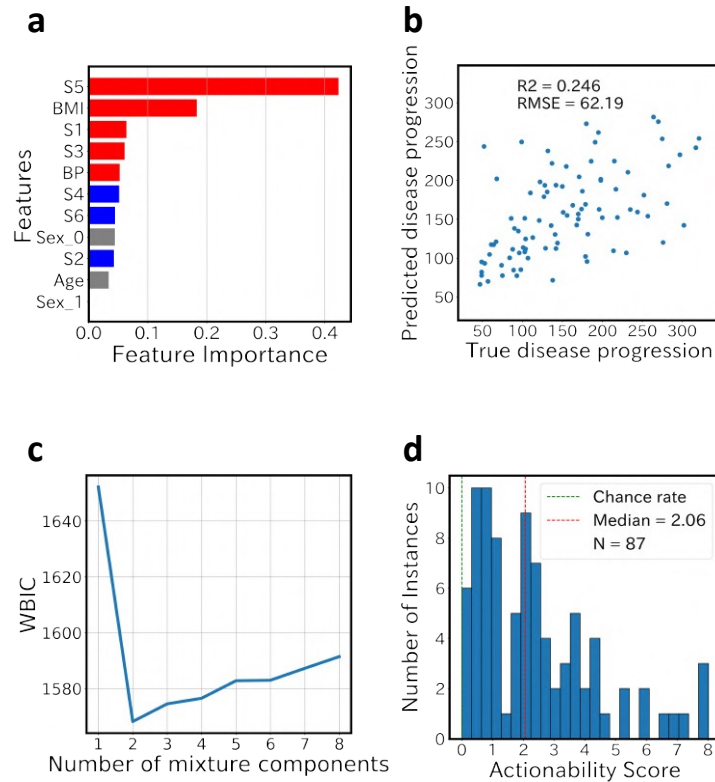 a
S5
BMI
S1
S3
BP
S4
S6
Sex_0
S2
Age
Sex_1
Features
0.0 0.1 0.2 0.3 0.4
Feature Importance
b
R2 = 0.246
RMSE = 62.19
300
250
200
150
100
50
Predicted disease progression
50 100 150 200 250 300
True disease progression
c
1640
1620
1600
1580
WBIC
1 2 3 4 5 6 7 8
Number of mixture components
d
Chance rate
Median = 2.06
N = 87
10
8
6
4
2
0
Number of Instances
0 1 2 3 4 5 6 7 8
Actionability Score